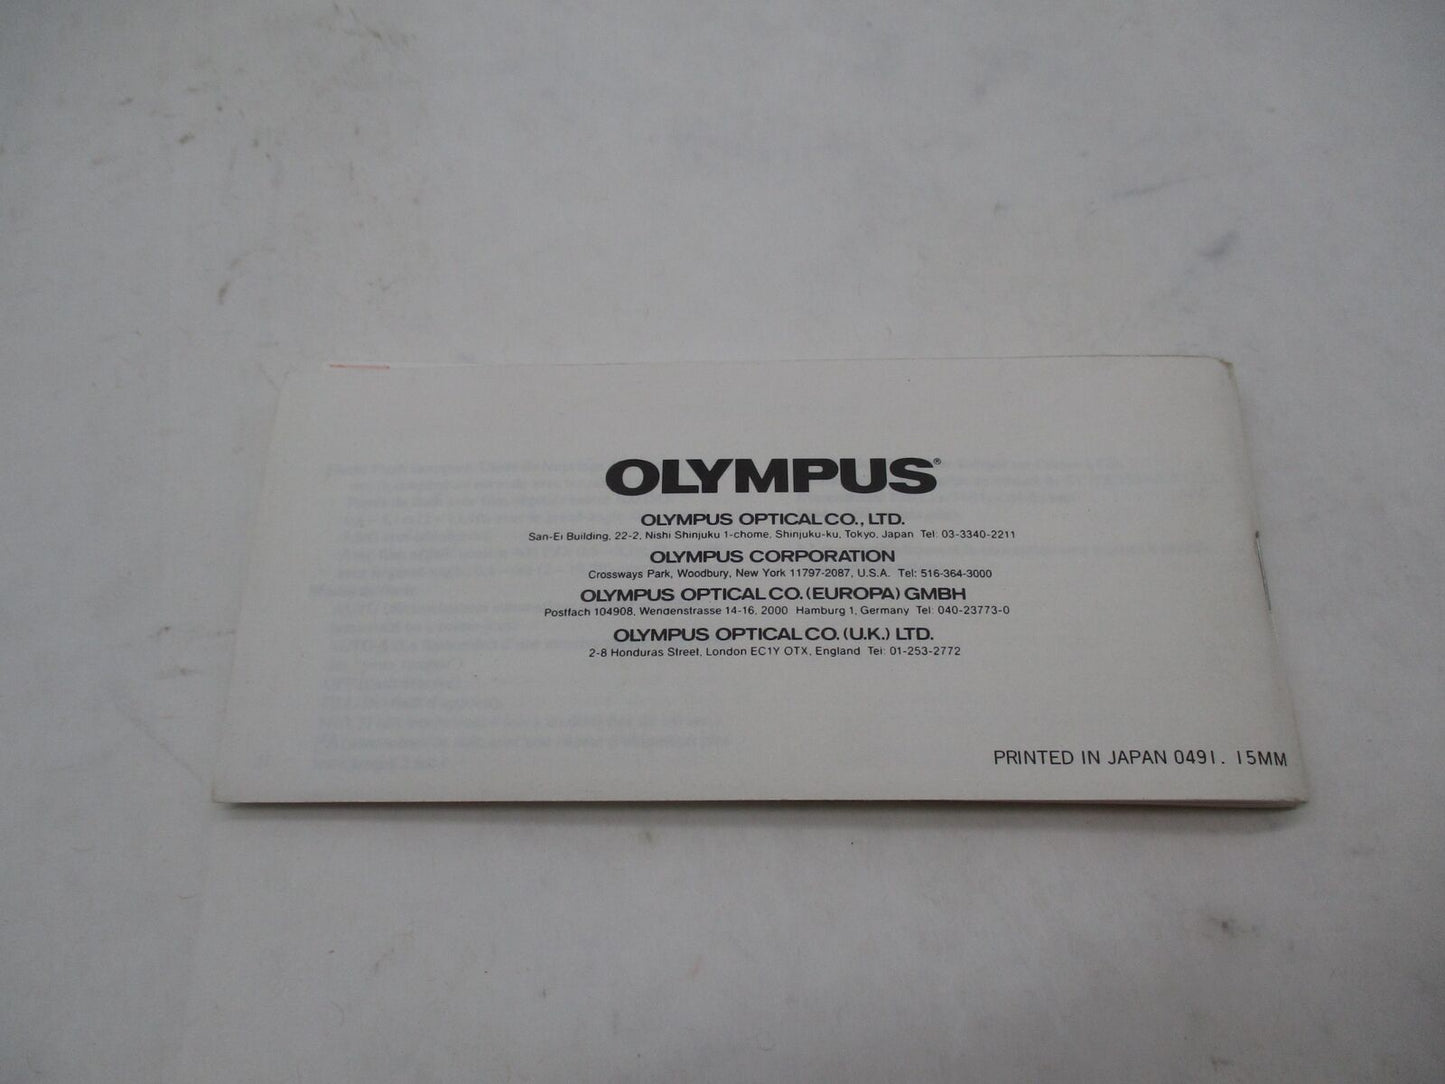 OLYMPUS®
OLYMPUS OPTICAL CO., LTD.
San-Ei Building, 22-2, Nishi Shinjuku 1-chome, Shinjuku-ku, Tokyo, Japan Tel: 03-3340-2211
OLYMPUS CORPORATION
Crossways Park, Woodbury, New York 11797-2087, U.S.A. Tel: 516-364-3000
OLYMPUS OPTICAL CO. (EUROPA) GMBH
Postfach 104908, Wendenstrasse 14-16, 2000 Hamburg 1, Germany Tel: 040-23773-0
OLYMPUS OPTICAL CO. (U.K.) LTD.
2-8 Honduras Street, London EC1Y OTX, England Tel: 01-253-2772
PRINTED IN JAPAN 0491. 15MM